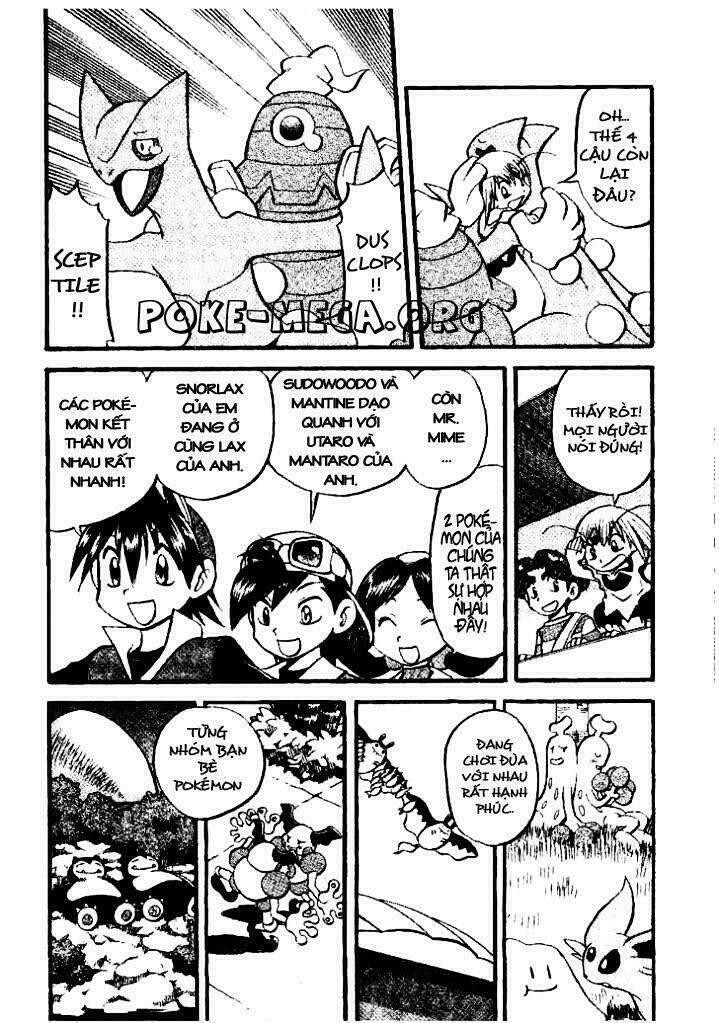 OH...
THẾ 4
CẬU CÒN
LẠI
ĐÂU?
DUS
CLOPS
!!
SCEP
TILE
!!
POKE-MEGA.ORG
THẤY RỒI!
MỌI NGƯỜI
NÓI ĐÚNG!
CÒN
MR.
MIME
...
2 POKÉ-
MON CỦA
CHÚNG
TA THẬT
SỰ HỢP
NHAU
ĐẤY!
SUDOWOODO VÀ
MANTINE DẠO
QUANH VỚI
UTARO VÀ
MANTARO CỦA
ANH.
SNORLAX
CỦA EM
ĐANG Ở
CÙNG LAX
CỦA ANH.
CÁC POKÉ-
MON KẾT
THÂN VỚI
NHAU RẤT
NHANH!
ĐANG
CHƠI ĐÙA
VỚI NHAU
RẤT HẠNH
PHÚC.
TỪNG
NHÓM BẠN
BÈ
POKÉMON